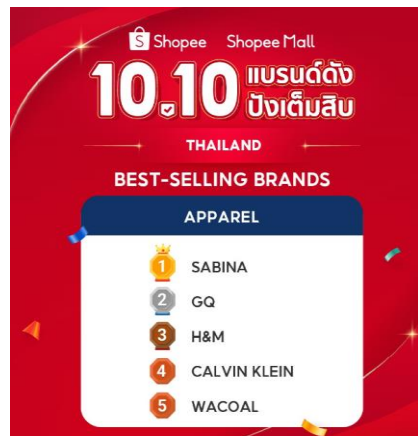 Shopee Shopee Mall
10.10 แบรนด์ดัง
ปังเต็มสิบ
THAILAND
BEST-SELLING BRANDS
APPAREL
1 SABINA
2 GQ
3 H&M
4 CALVIN KLEIN
5 WACOAL